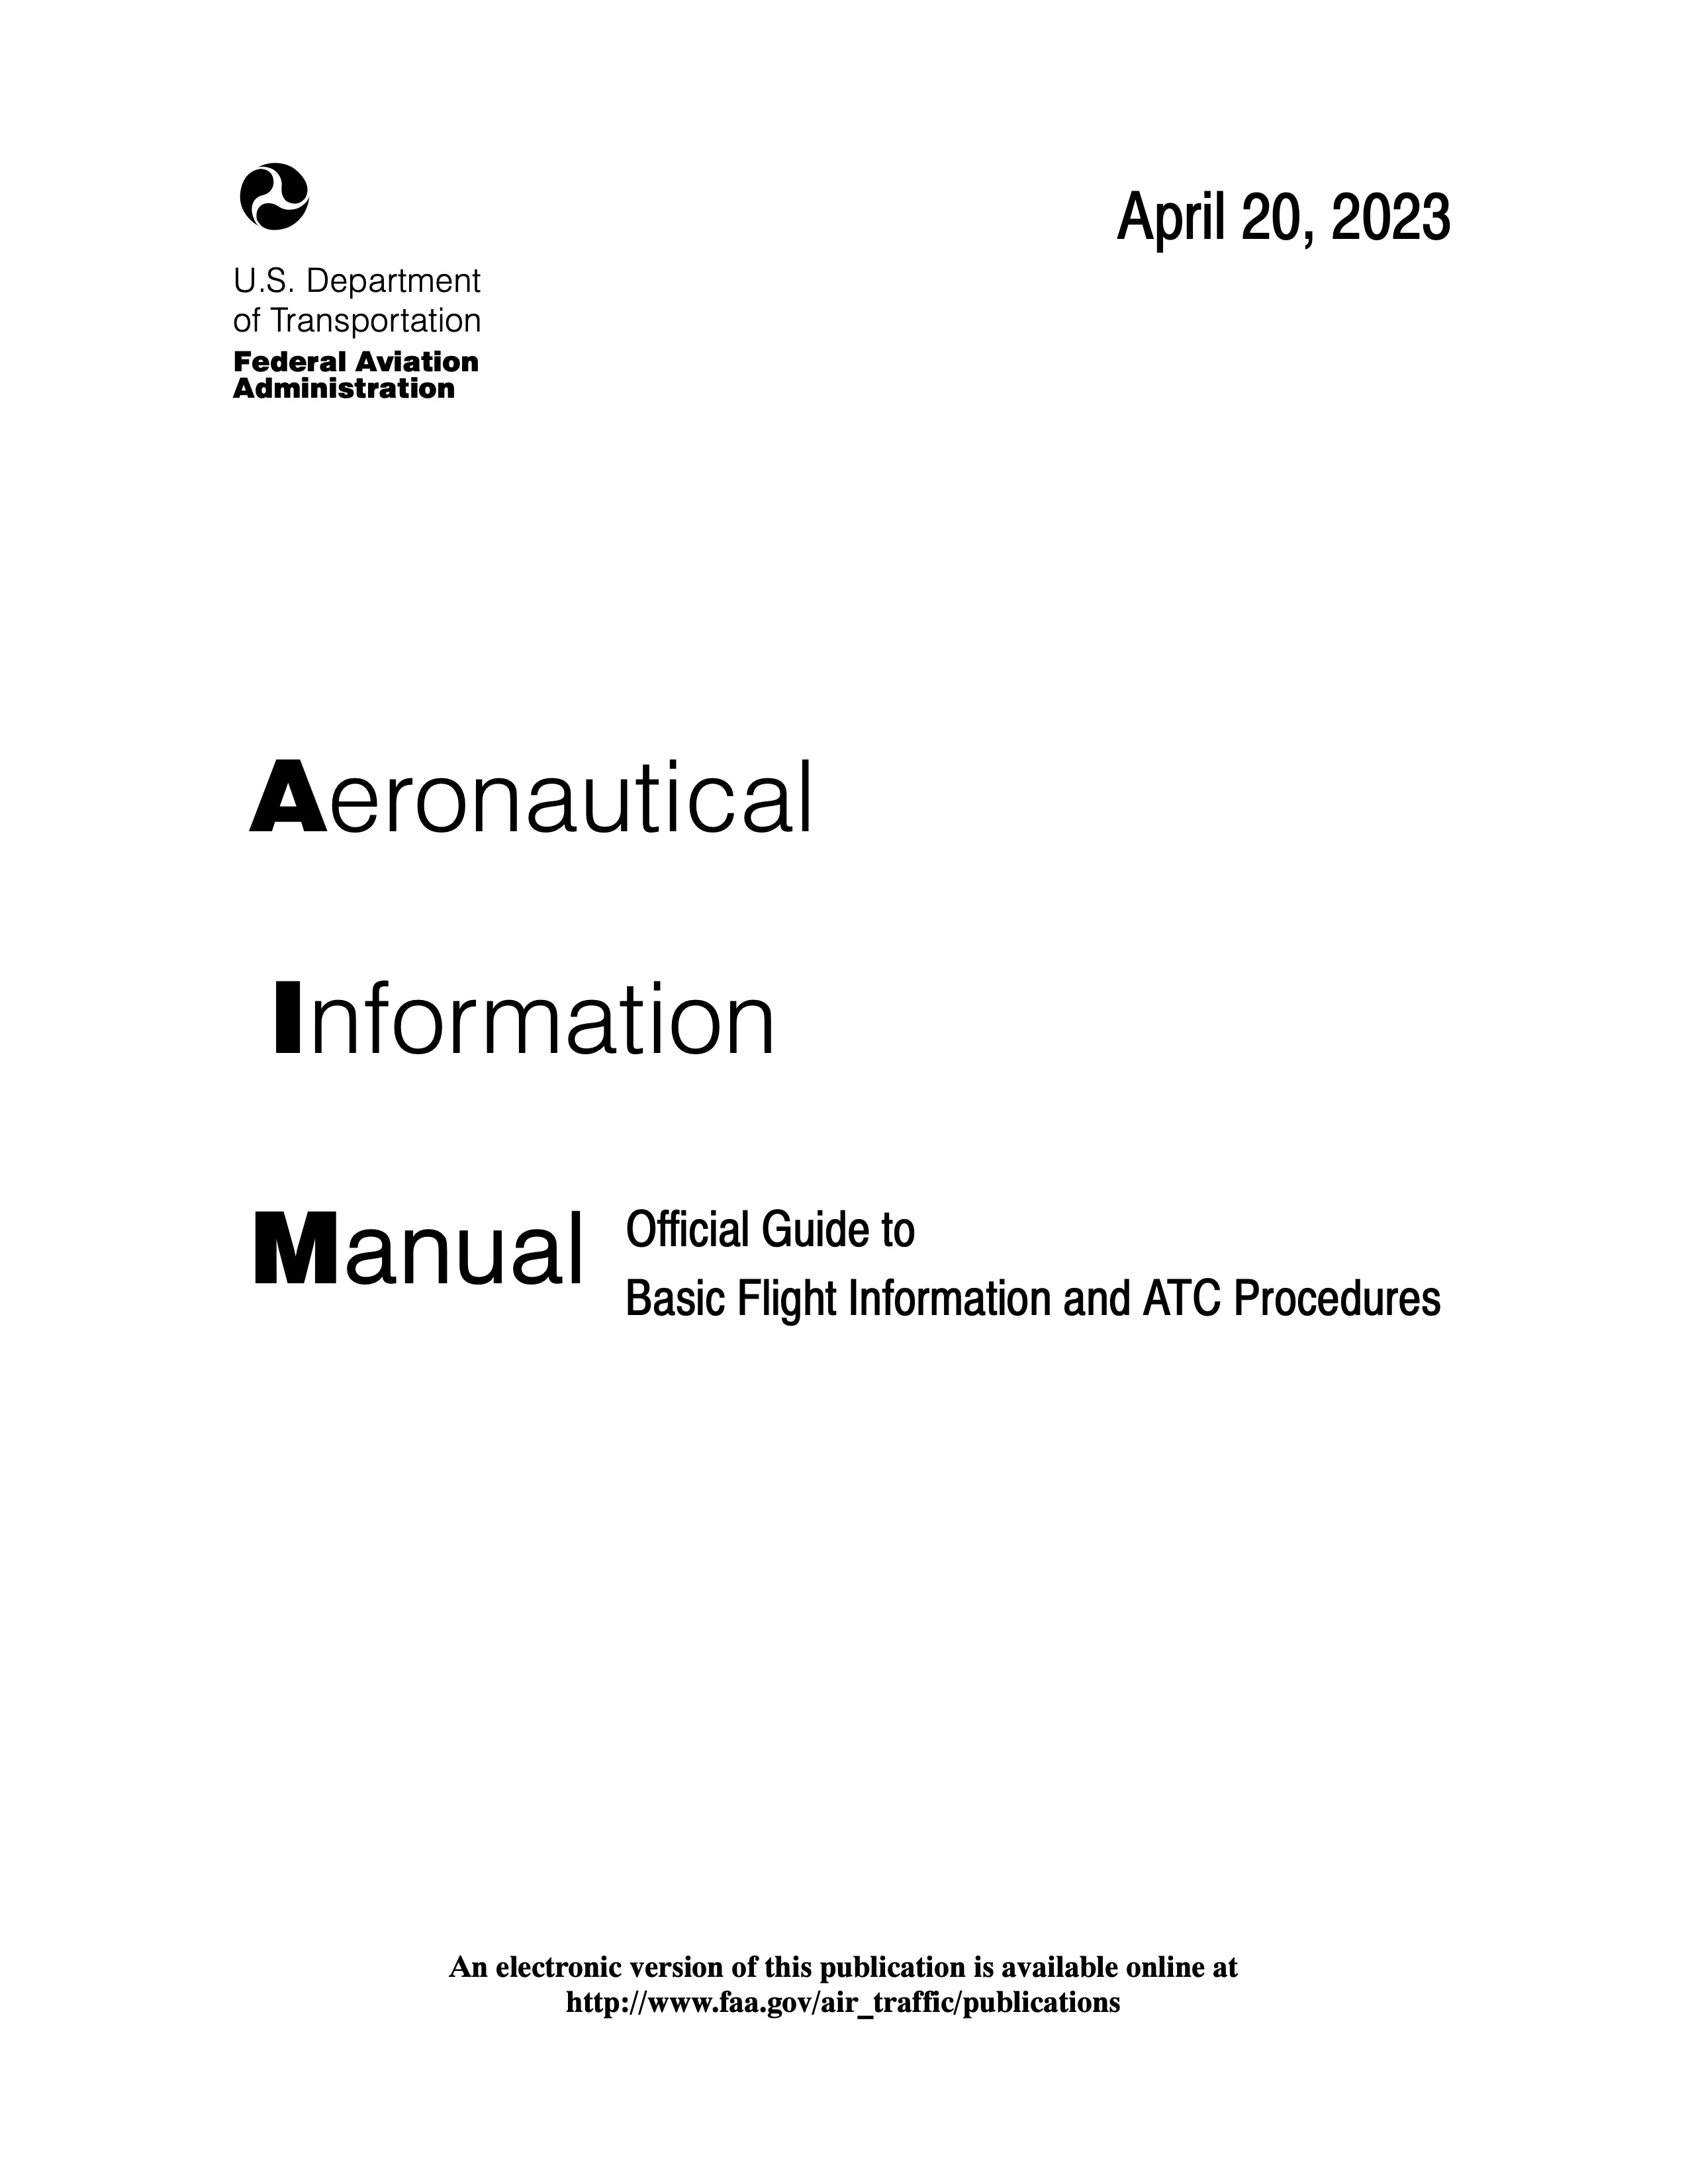 April 20, 2023
U.S. Department
of Transportation
Federal Aviation
Administration
Aeronautical
Information
Manual
Official Guide to
Basic Flight Information and ATC Procedures
An electronic version of this publication is available online at
http://www.faa.gov/air_traffic/publications